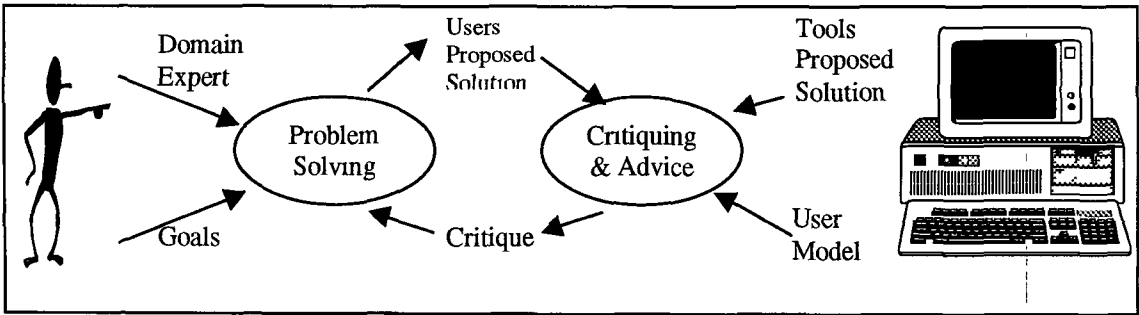 Domain
Expert
Users
Proposed
Solution
Tools
Proposed
Solution
Problem
Solving
Critiquing
& Advice
Goals
Critique
User
Model